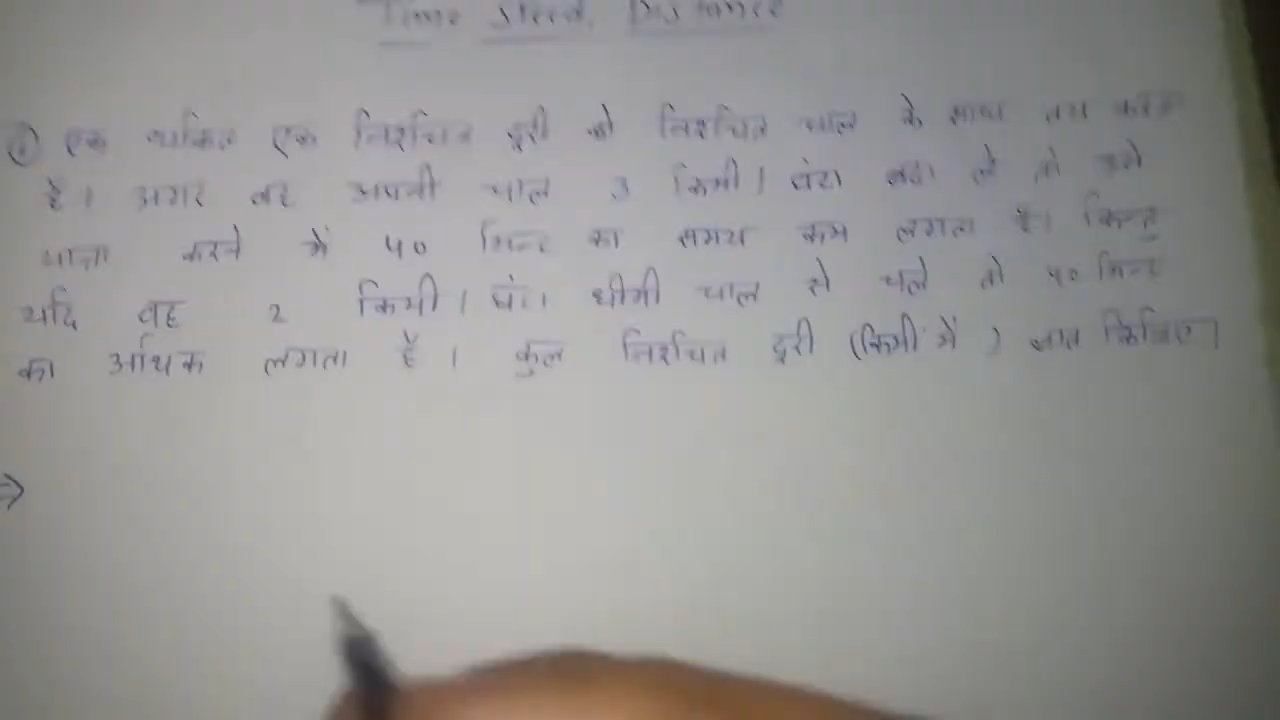 Time Speed, Distance
① एक व्यक्ति एक निश्चित दूरी को निश्चित चाल के साथ तय करता
है। अगर वह अपनी चाल 3 किमी/घंटा बढा ले तो उसे
यात्रा करने में 40 मिनट का समय कम लगता है। किन्तु
यदि वह 2 किमी/घं। धीमी चाल से चले तो 40 मिनट
का अधिक लगता है। कुल निश्चित दूरी (किमी में) ज्ञात किजिए।
⇒